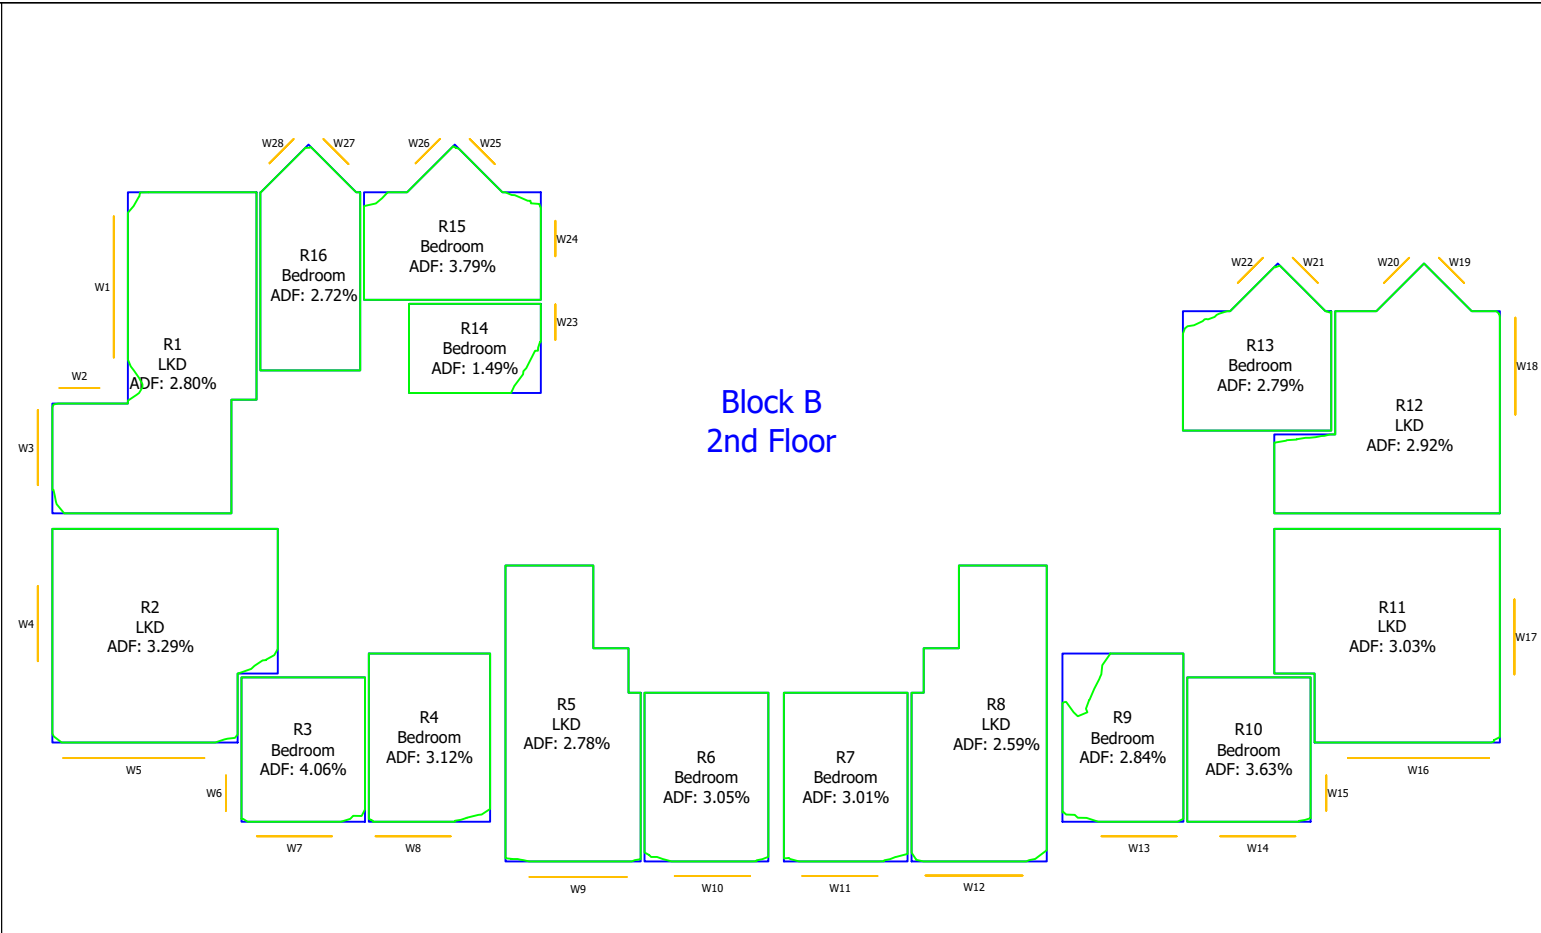 W28
W27
W26
W25
R15
Bedroom
ADF: 3.79%
W24
R16
Bedroom
ADF: 2.72%
W1
R1
LKD
ADF: 2.80%
W2
W3
R14
Bedroom
ADF: 1.49%
W23
Block B
2nd Floor
W22
W21
W20
W19
R13
Bedroom
ADF: 2.79%
W18
R12
LKD
ADF: 2.92%
W4
R2
LKD
ADF: 3.29%
W5
W6
R3
Bedroom
ADF: 4.06%
W7
R4
Bedroom
ADF: 3.12%
W8
R5
LKD
ADF: 2.78%
W9
R6
Bedroom
ADF: 3.05%
W10
R7
Bedroom
ADF: 3.01%
W11
R8
LKD
ADF: 2.59%
W12
R9
Bedroom
ADF: 2.84%
W13
R10
Bedroom
ADF: 3.63%
W14
W15
R11
LKD
ADF: 3.03%
W17
W16